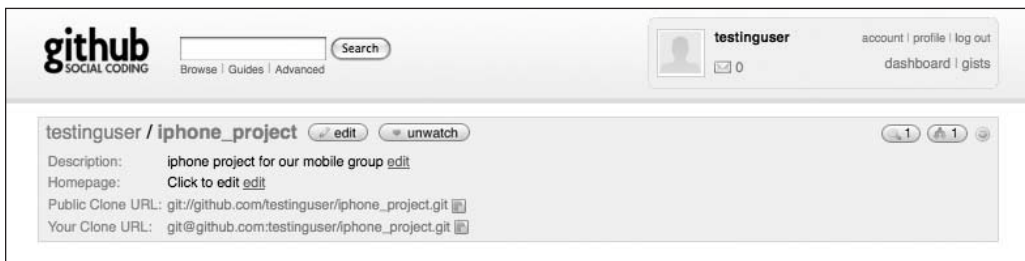 github
SOCIAL CODING
Search
Browse | Guides | Advanced
testinguser
0
account | profile | log out
dashboard | gists
testinguser / iphone_project edit unwatch
1 1
Description: iphone project for our mobile group edit
Homepage: Click to edit edit
Public Clone URL: git://github.com/testinguser/iphone_project.git
Your Clone URL: git@github.com:testinguser/iphone_project.git